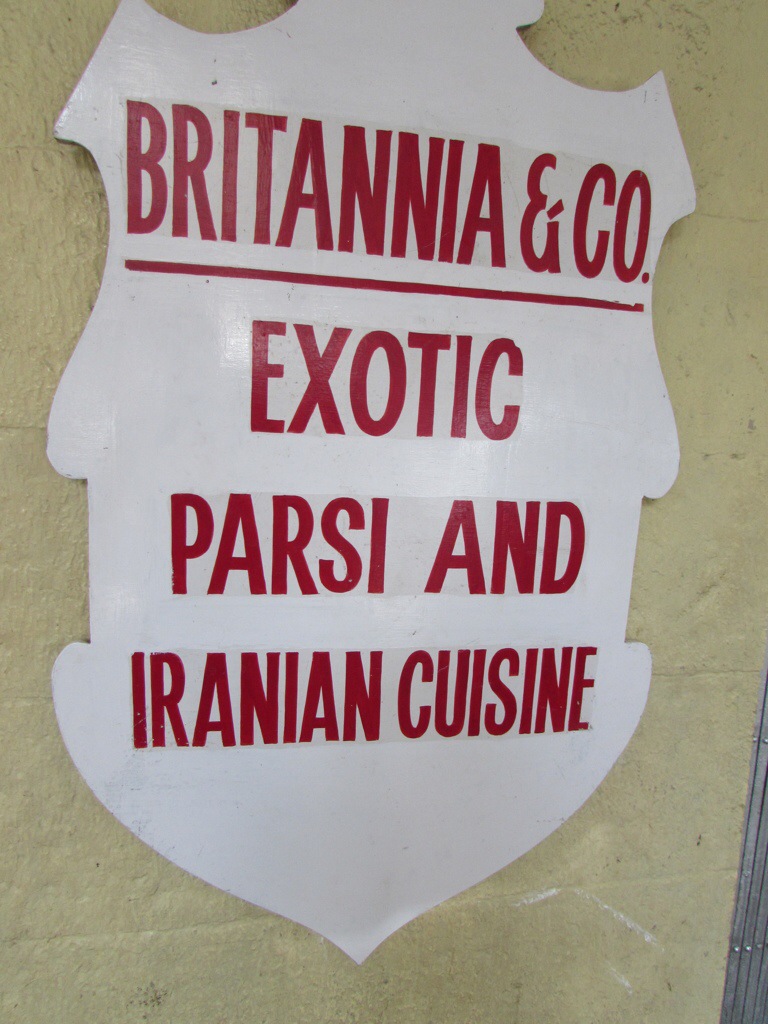 BRITANNIA & CO.
EXOTIC
PARSI AND
IRANIAN CUISINE